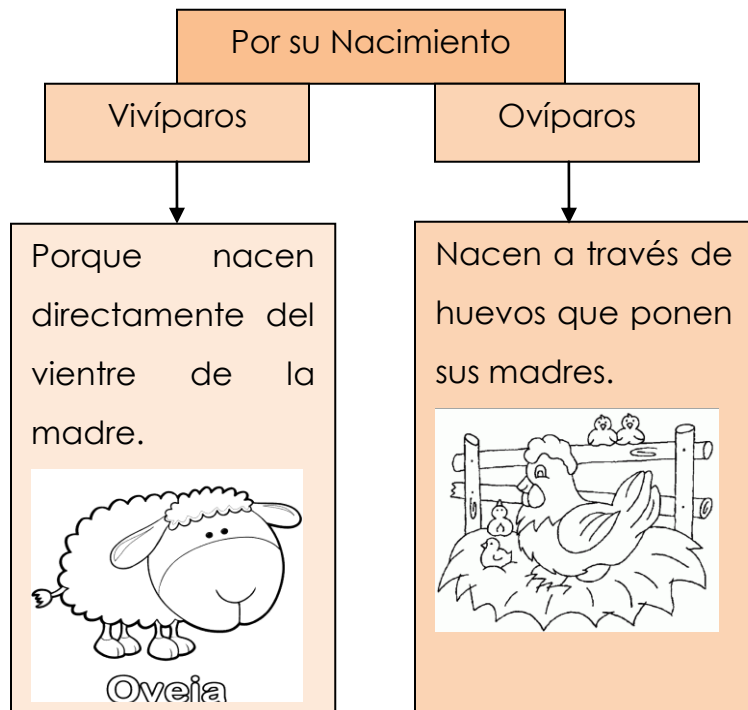 Por su Nacimiento
Vivíparos
Ovíparos
Porque nacen
directamente del
vientre de la
madre.
Oveja
Nacen a través de
huevos que ponen
sus madres.